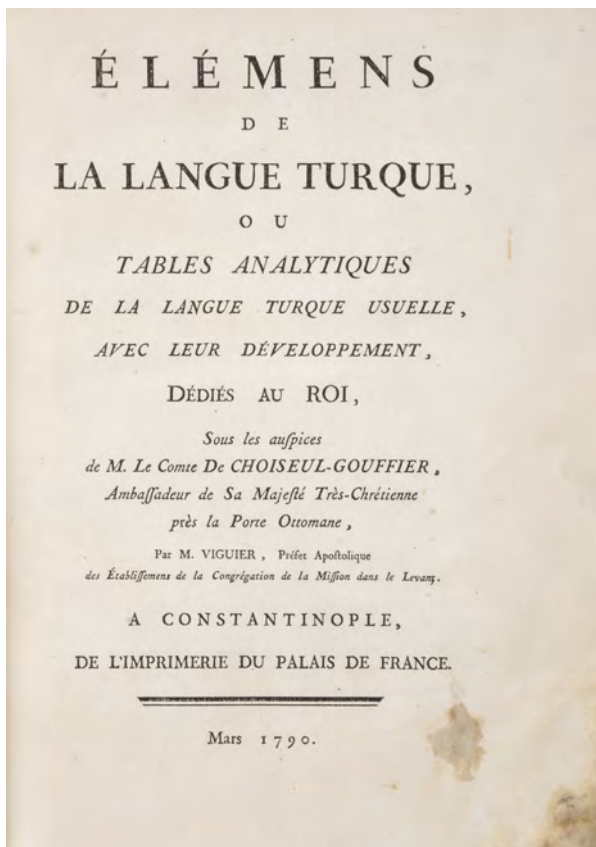 ÉLÉMENS
DE
LA LANGUE TURQUE,
OU
TABLES ANALYTIQUES
DE LA LANGUE TURQUE USUELLE,
AVEC LEUR DÉVELOPPEMENT,
DÉDIÉS AU ROI,
Sous les auſpices
de M. Le Comte De CHOISEUL-GOUFFIER,
Ambaſſadeur de Sa Majeſté Très-Chrétienne
près la Porte Ottomane,
Par M. VIGUIER, Préfet Apoſtolique
des Établiſſemens de la Congrégation de la Miſſion dans le Levant.
A CONSTANTINOPLE,
DE L'IMPRIMERIE DU PALAIS DE FRANCE.
Mars 1790.